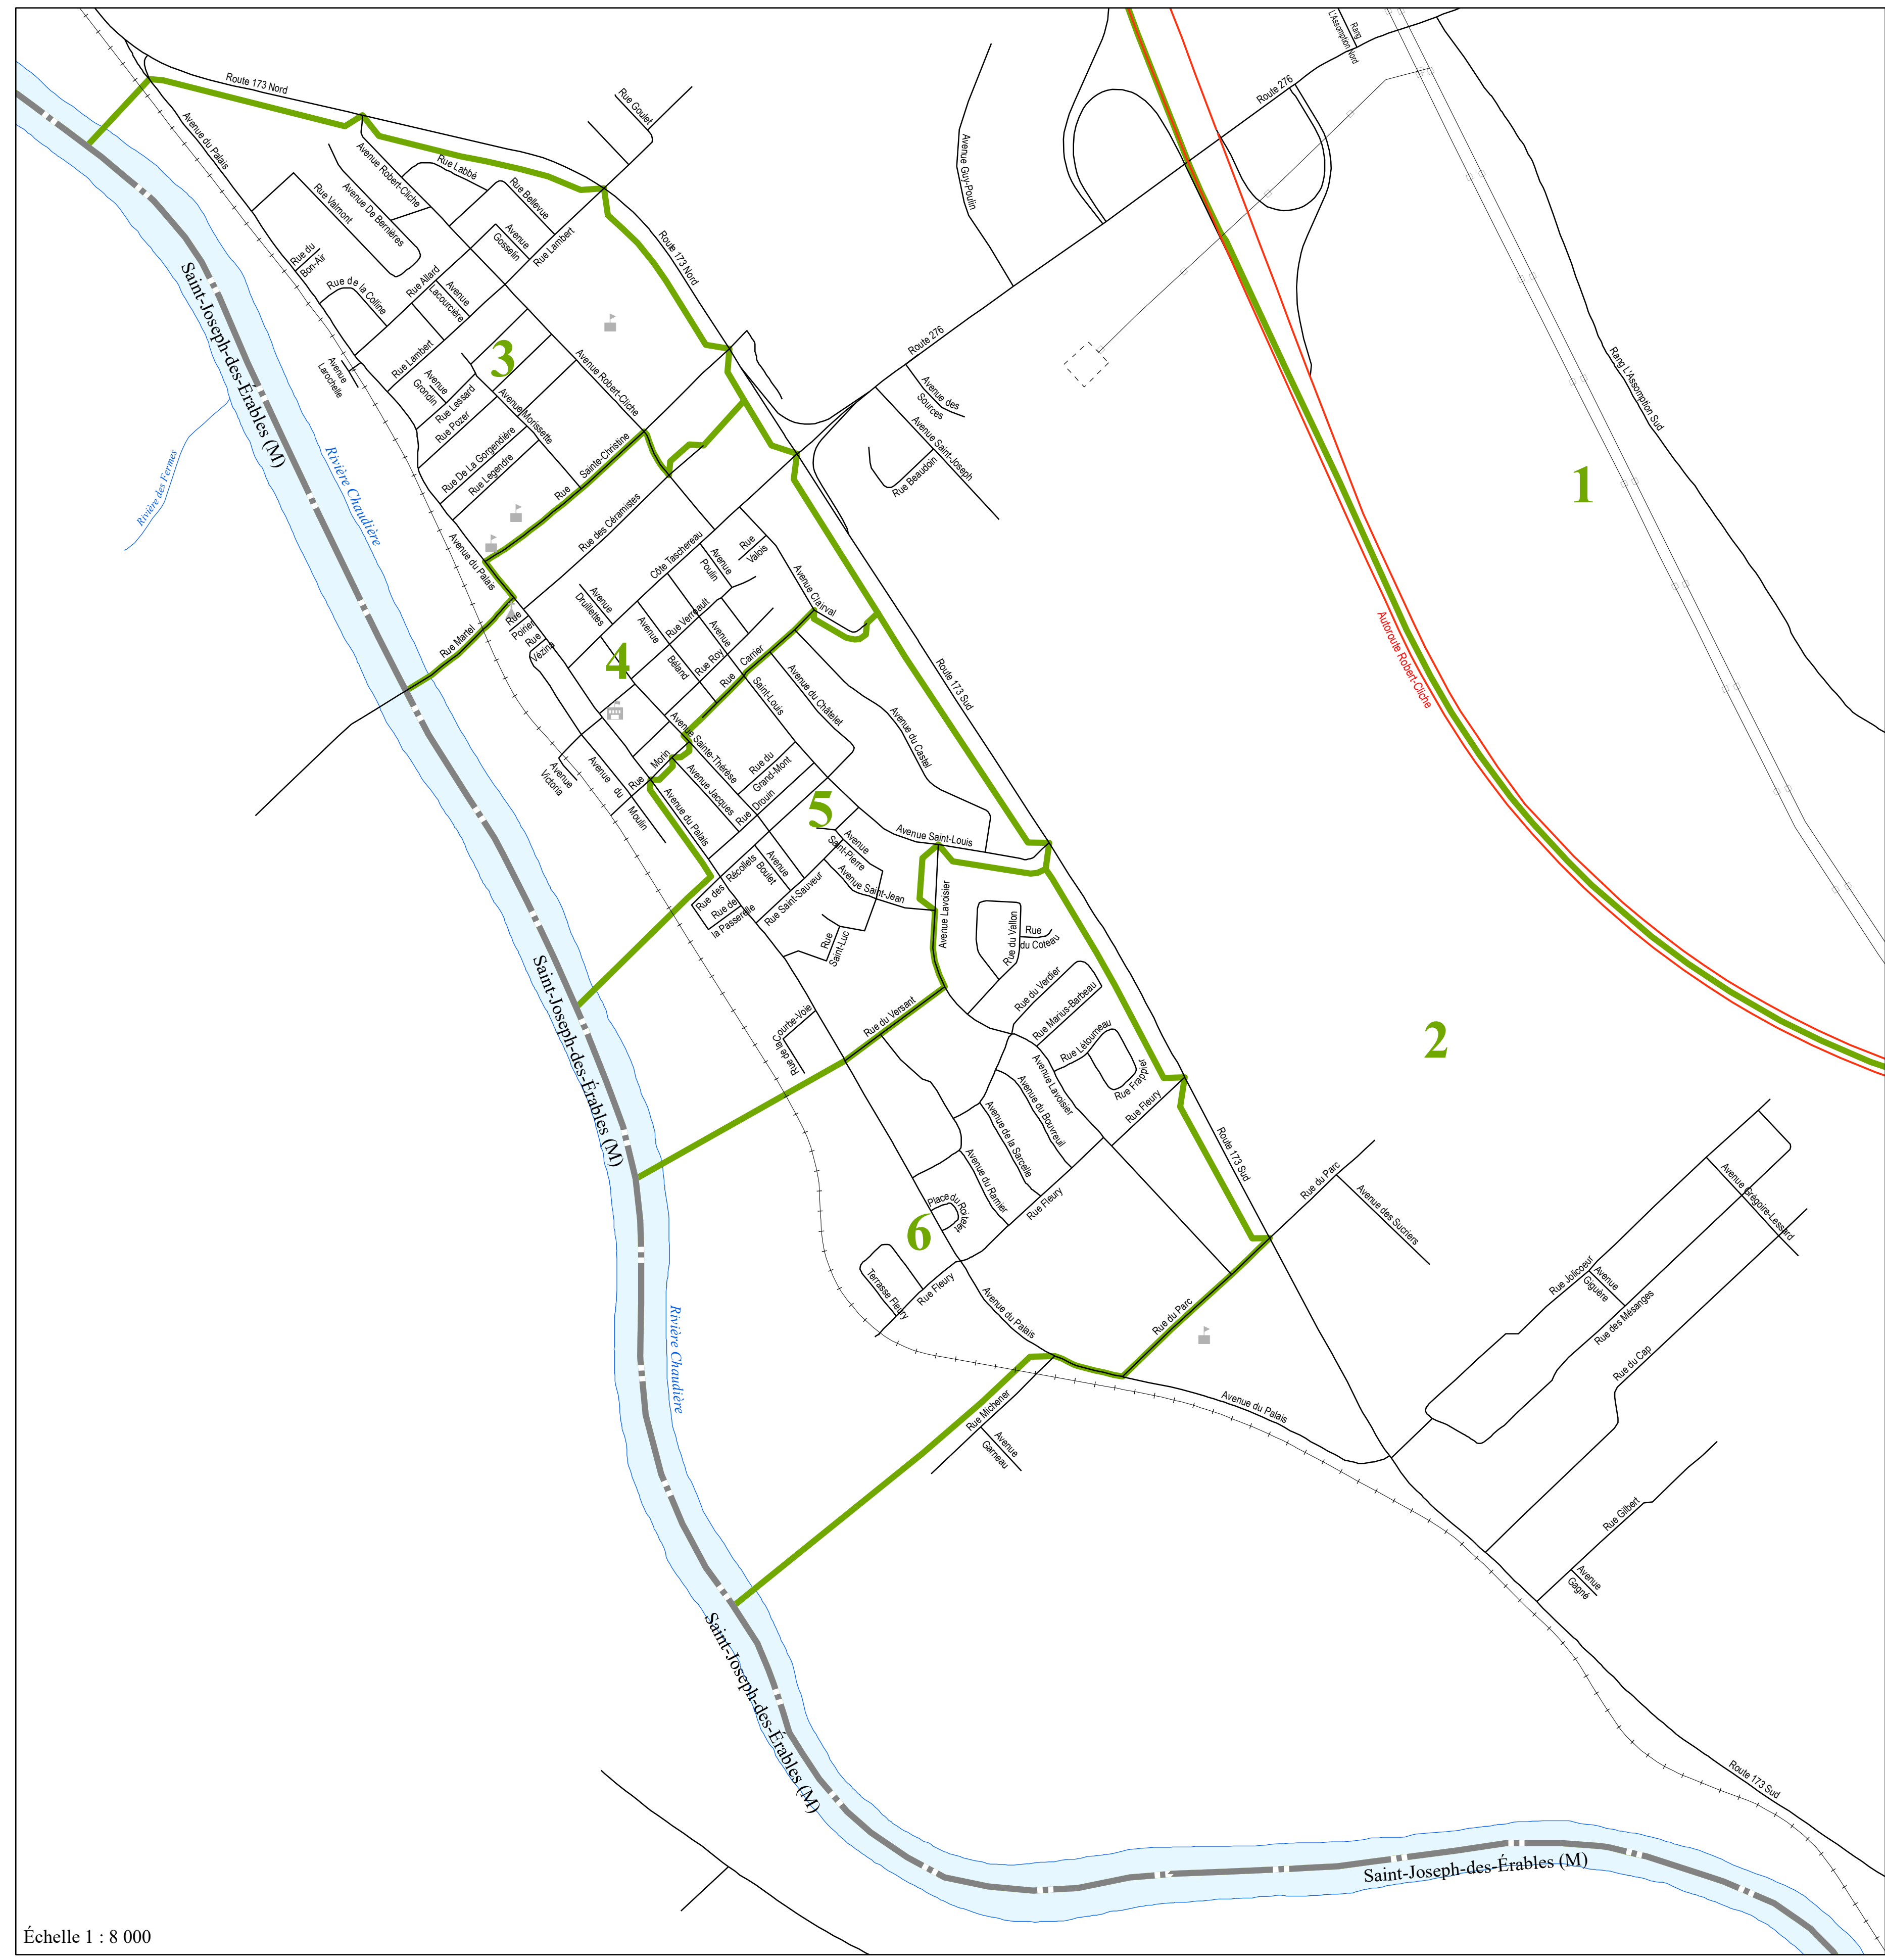 Route 173 Nord
Rue Goulet
Rang
L'Assomption Nord
Route 276
Avenue du Palais
Avenue Robert-Cliche
Rue Labbé
Rue Bellevue
Avenue Guy-Poulin
Rue Valmont
Avenue De Bernières
Avenue
Gosselin
Rue Lambert
Route 173 Nord
Rue du
Bon-Air
Rue de la Colline
Rue Allard
Avenue
Lacourcière
Saint-Joseph-des-Érables (M)
Rue Lambert
3
Avenue
Larochelle
Avenue
Grondin
Rue Lessard
Rue Pozer
Avenue Morissette
Avenue Robert-Cliche
Route 276
Avenue des
Sources
Avenue Saint-Joseph
Rue Beaudoin
Rang L'Assomption Sud
1
Rue De La Gorgendière
Rue Legendre
Rue
Sainte-Christine
Rivière Chaudière
Rivière des Fermes
Rue des Céramistes
Avenue du Palais
Côte Taschereau
Avenue
Poulin
Rue
Valois
Avenue Clairval
Avenue
Druillettes
Rue
Poirier
Rue
Vézina
Rue Martel
4
Avenue
Béland
Rue Verreault
Avenue
Saint-Louis
Rue Roy
Rue
Carrier
Avenue du Châtelet
Avenue du Castel
Route 173 Sud
Autoroute Robert-Cliche
Avenue Sainte-Thérèse
Rue
Morin
Avenue
Victoria
Avenue
du
Moulin
Avenue Jacques
Rue du
Grand-Mont
Rue Drouin
5
Avenue du Palais
Avenue Saint-Louis
Avenue
Saint-Pierre
Avenue Saint-Jean
Rue des Récollets
Avenue
Boulet
Rue de
la Passerelle
Rue Saint-Sauveur
Rue
Saint-Luc
Avenue Lavoisier
Rue du Vallon
Rue
du Coteau
Rue du Verdier
Rue Marius-Barbeau
Rue Létourneau
Rue Frappier
Saint-Joseph-des-Érables (M)
Rue de la
Courbe-Voie
Rue du Versant
Avenue Lavoisier
Avenue du Bouvreuil
Avenue de la Sarcelle
Avenue du Ramier
Rue Fleury
Rue Fleury
Route 173 Sud
2
Place du Roitelet
6
Terrasse Fleury
Rue Fleury
Avenue du Palais
Rue du Parc
Rue du Parc
Avenue des Sucriers
Avenue Grégoire-Lessard
Rue Jolicoeur
Avenue
Giguère
Rue des Mésanges
Rue du Cap
Rivière Chaudière
Rue Michener
Avenue
Garneau
Avenue du Palais
Rue Gilbert
Avenue
Gagné
Saint-Joseph-des-Érables (M)
Route 173 Sud
Saint-Joseph-des-Érables (M)
Échelle 1 : 8 000